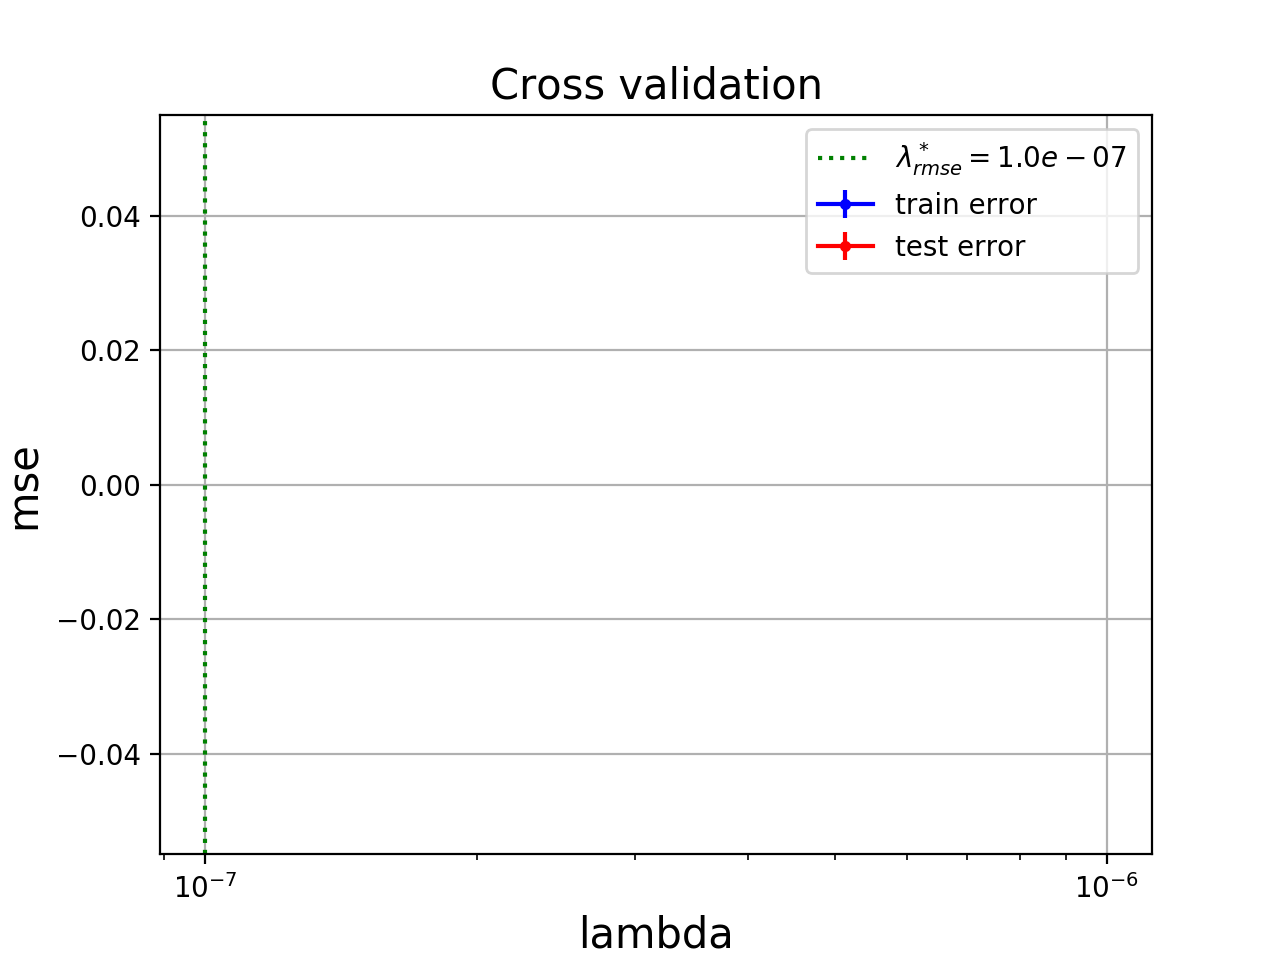 Cross validation
λ*rmse = 1.0e − 07
train error
test error
mse
0.04
0.02
0.00
−0.02
−0.04
10⁻⁷
10⁻⁶
lambda